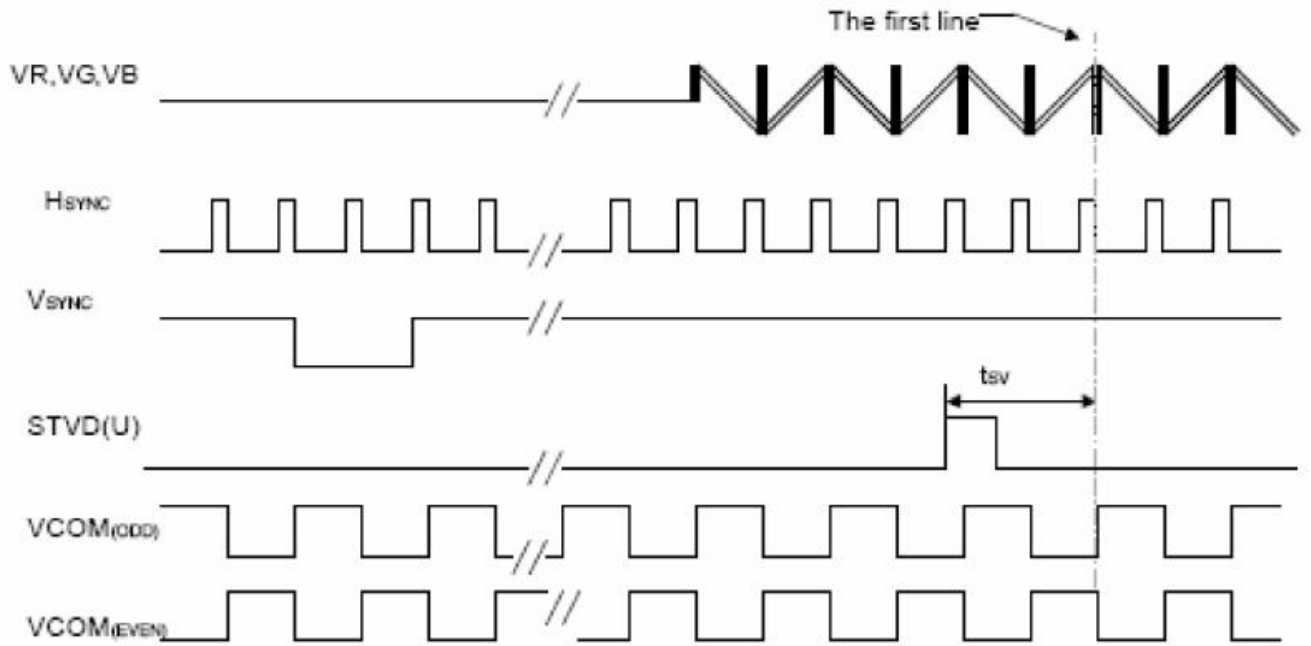 The first line
VR,VG,VB
HSYNC
VSYNC
tsv
STVD(U)
VCOM(ODD)
VCOM(EVEN)